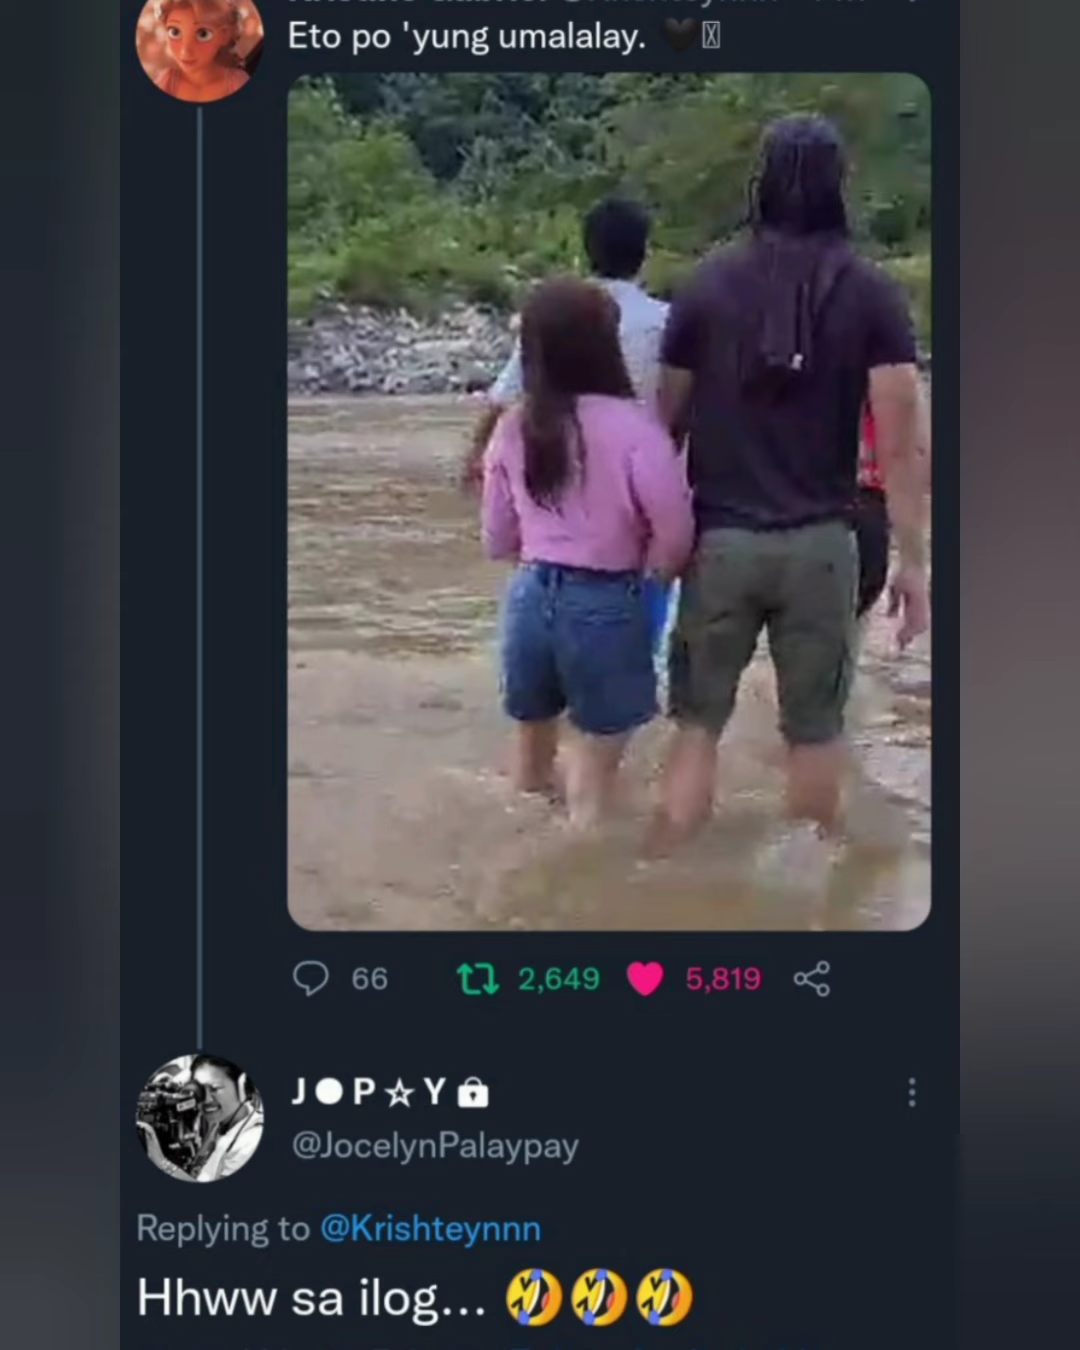 Eto po 'yung umalalay. 🖤
66 2,649 5,819
J●P☆Y🔒
@JocelynPalaypay
Replying to @Krishteynnn
Hhww sa ilog... 🤣🤣🤣